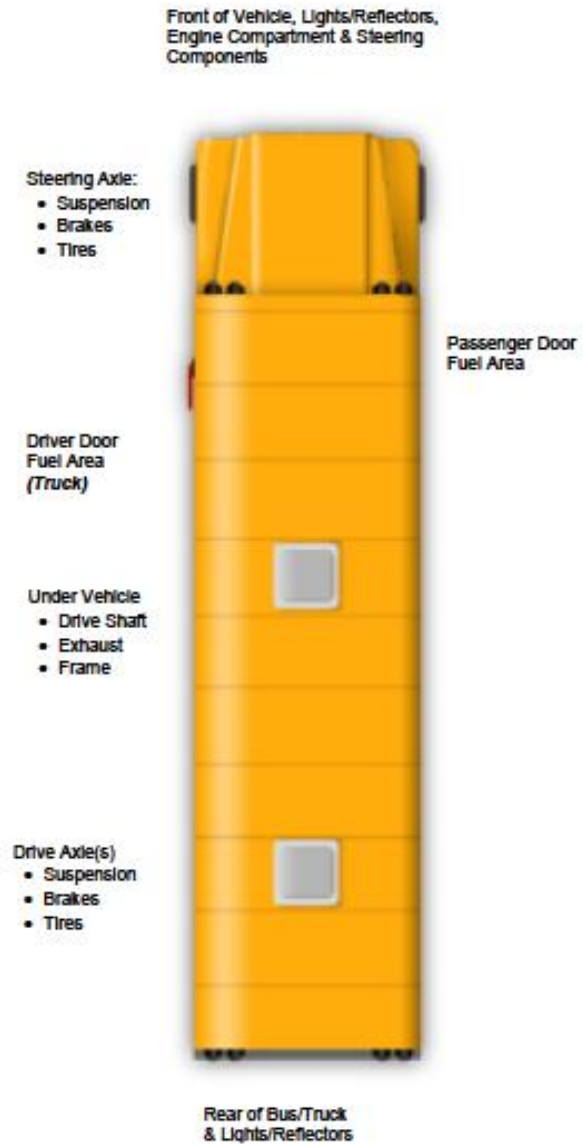 Front of Vehicle, Lights/Reflectors,
Engine Compartment & Steering
Components
Steering Axle:
• Suspension
• Brakes
• Tires
Passenger Door
Fuel Area
Driver Door
Fuel Area
(Truck)
Under Vehicle
• Drive Shaft
• Exhaust
• Frame
Drive Axle(s)
• Suspension
• Brakes
• Tires
Rear of Bus/Truck
& Lights/Reflectors